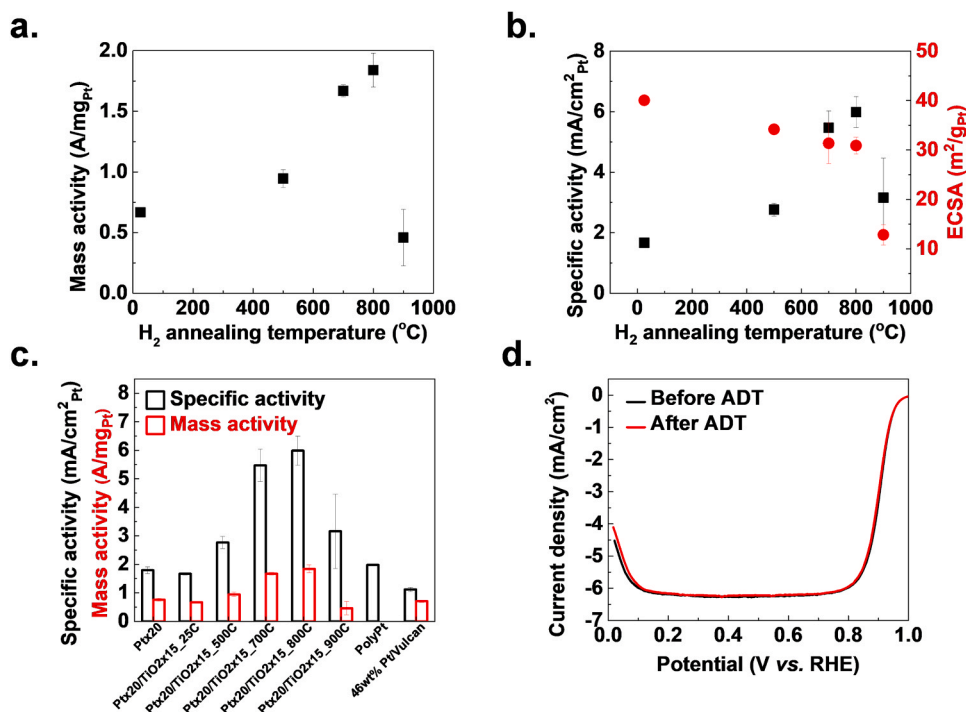 a.
Mass activity (A/mgPt)
2.0
1.5
1.0
0.5
0.0
0 200 400 600 800 1000
H2 annealing temperature (oC)
b.
Specific activity (mA/cm2Pt)
8
6
4
2
0
50
40
30
20
10
ECSA (m2/gPt)
0 200 400 600 800 1000
H2 annealing temperature (oC)
c.
Specific activity (mA/cm2Pt)
Mass activity (A/mgPt)
8
7
6
5
4
3
2
1
0
Specific activity
Mass activity
Ptx20
Ptx20/TiO2x15_25C
Ptx20/TiO2x15_500C
Ptx20/TiO2x15_700C
Ptx20/TiO2x15_800C
Ptx20/TiO2x15_900C
PolyPt
46wt% Pt/Vulcan
d.
Current density (mA/cm2)
0
-1
-2
-3
-4
-5
-6
-7
Before ADT
After ADT
0.0 0.2 0.4 0.6 0.8 1.0
Potential (V vs. RHE)